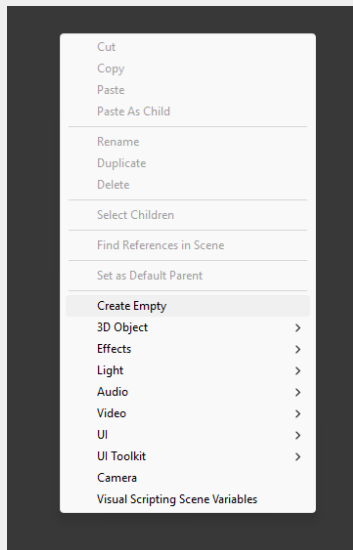 Cut
Copy
Paste
Paste As Child
Rename
Duplicate
Delete
Select Children
Find References in Scene
Set as Default Parent
Create Empty
3D Object
Effects
Light
Audio
Video
UI
UI Toolkit
Camera
Visual Scripting Scene Variables